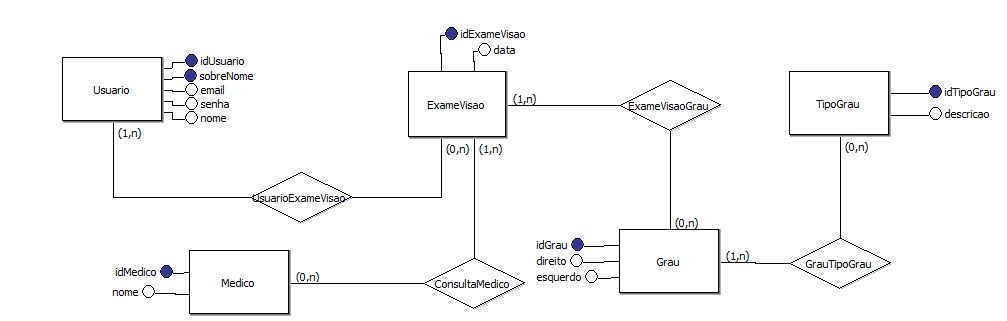 idExameVisao
data
idUsuario
sobreNome
email
senha
nome
Usuario
ExameVisao
(1,n)
ExameVisaoGrau
TipoGrau
idTipoGrau
descricao
(1,n)
(0,n)
(1,n)
(0,n)
UsuarioExameVisao
(0,n)
idMedico
nome
Medico
(0,n)
ConsultaMedico
idGrau
direito
esquerdo
Grau
(1,n)
GrauTipoGrau